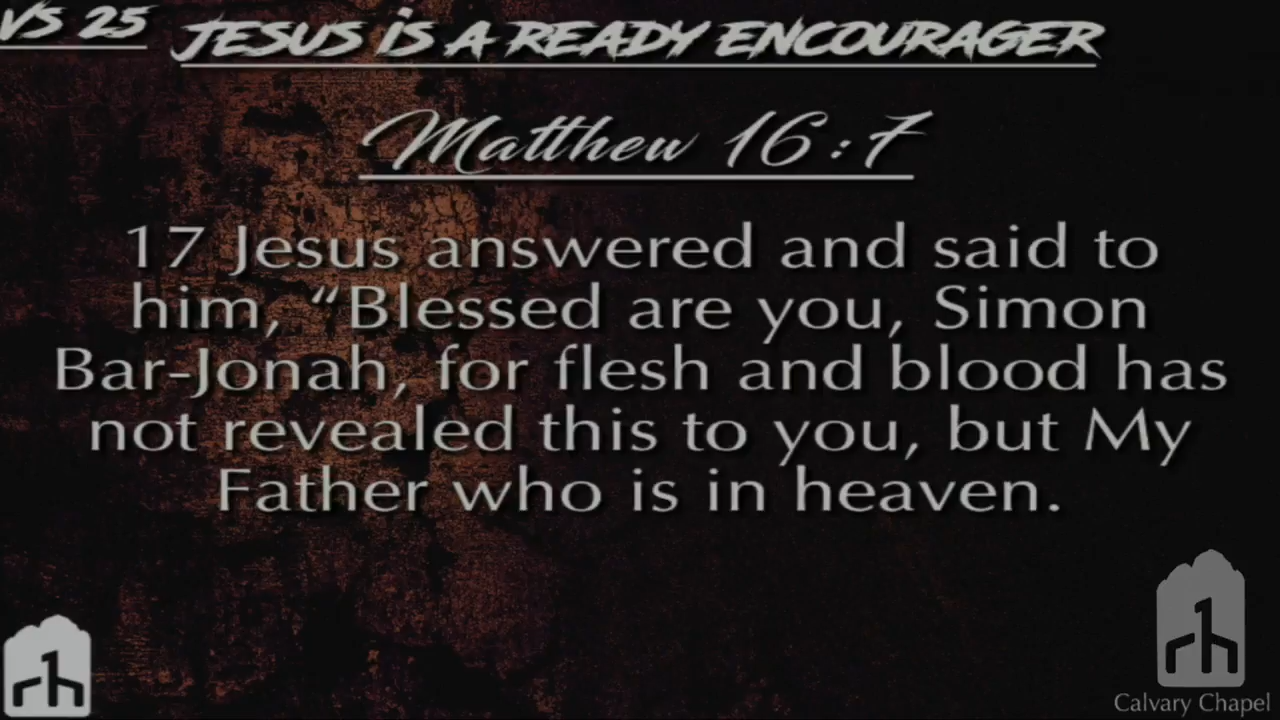 VS 25 JESUS IS A READY ENCOURAGER
Matthew 16:7
17 Jesus answered and said to
him, “Blessed are you, Simon
Bar-Jonah, for flesh and blood has
not revealed this to you, but My
Father who is in heaven.
Calvary Chapel